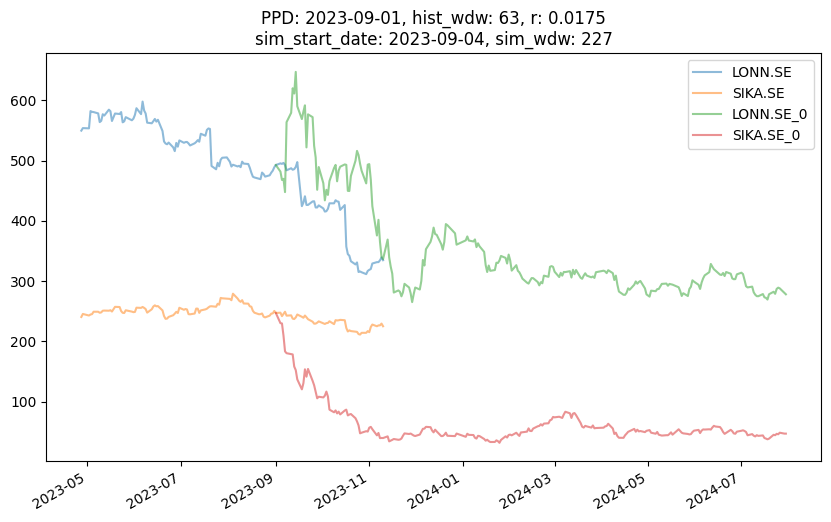 PPD: 2023-09-01, hist_wdw: 63, r: 0.0175
sim_start_date: 2023-09-04, sim_wdw: 227
LONN.SE
SIKA.SE
LONN.SE_0
SIKA.SE_0
600
500
400
300
200
100
2023-05
2023-07
2023-09
2023-11
2024-01
2024-03
2024-05
2024-07